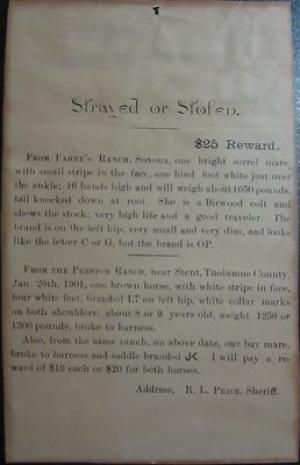 Strayed or Stolen.
$25 Reward.
FROM FAHEY'S RANCH, SONORA, one bright sorrel mare,
with small stripe in the face, one hind foot white just over
the ankle; 16 hands high and will weigh about 1050 pounds,
tail knocked down at root. She is a Birwood colt and
shows the stock; very high life and a good traveler. The
brand is on the left hip, very small and very dim, and looks
like the letter C or G, but the brand is OP.
FROM THE PRESTON RANCH, near Stent, Tuolumne County,
Jan. 20th, 1901, one brown horse, with white stripe in face,
four white feet, branded L7 on left hip, white collar marks
on both shoulders; about 8 or 9 years old, weight 1250 or
1300 pounds, broke to harness.
Also, from the same ranch, on above date, one bay mare,
broke to harness and saddle branded JK. I will pay a re-
ward of $10 each or $20 for both horses.
Address, R. L. PRICE, Sheriff.